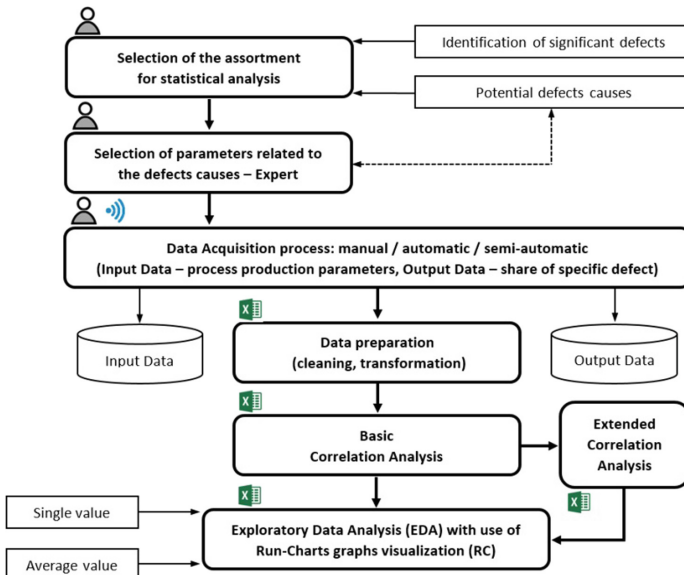 Selection of the assortment
for statistical analysis
Identification of significant defects
Potential defects causes
Selection of parameters related to
the defects causes – Expert
Data Acquisition process: manual / automatic / semi-automatic
(Input Data – process production parameters, Output Data – share of specific defect)
Input Data
Data preparation
(cleaning, transformation)
Output Data
Basic
Correlation Analysis
Extended
Correlation
Analysis
Single value
Exploratory Data Analysis (EDA) with use of
Run-Charts graphs visualization (RC)
Average value